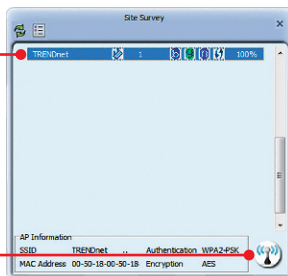 Site Survey
TRENDnet 1 100%
AP Information
SSID TRENDnet .. Authentication WPA2-PSK
MAC Address 00-50-18-00-50-18 Encryption AES